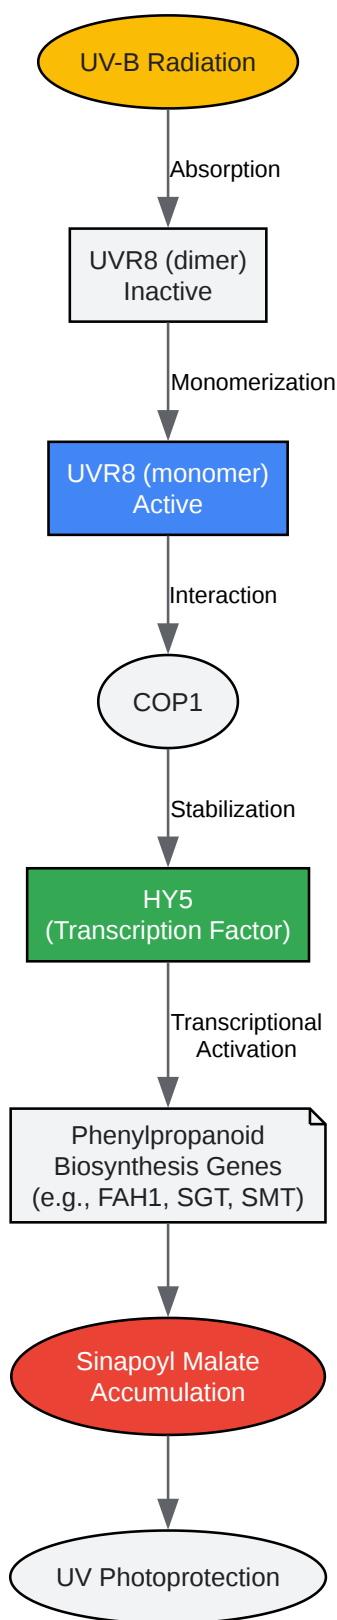 UV-B Radiation
Absorption
UVR8 (dimer)
Inactive
Monomerization
UVR8 (monomer)
Active
Interaction
COP1
Stabilization
HY5
(Transcription Factor)
Transcriptional
Activation
Phenylpropanoid
Biosynthesis Genes
(e.g., FAH1, SGT, SMT)
Sinapoyl Malate
Accumulation
UV Photoprotection